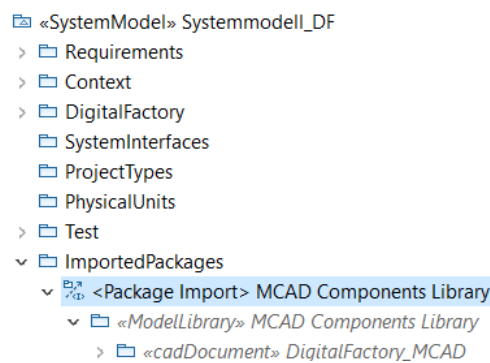 «SystemModel» Systemmodell_DF
Requirements
Context
DigitalFactory
SystemInterfaces
ProjectTypes
PhysicalUnits
Test
ImportedPackages
<Package Import> MCAD Components Library
«ModelLibrary» MCAD Components Library
«cadDocument» DigitalFactory_MCAD